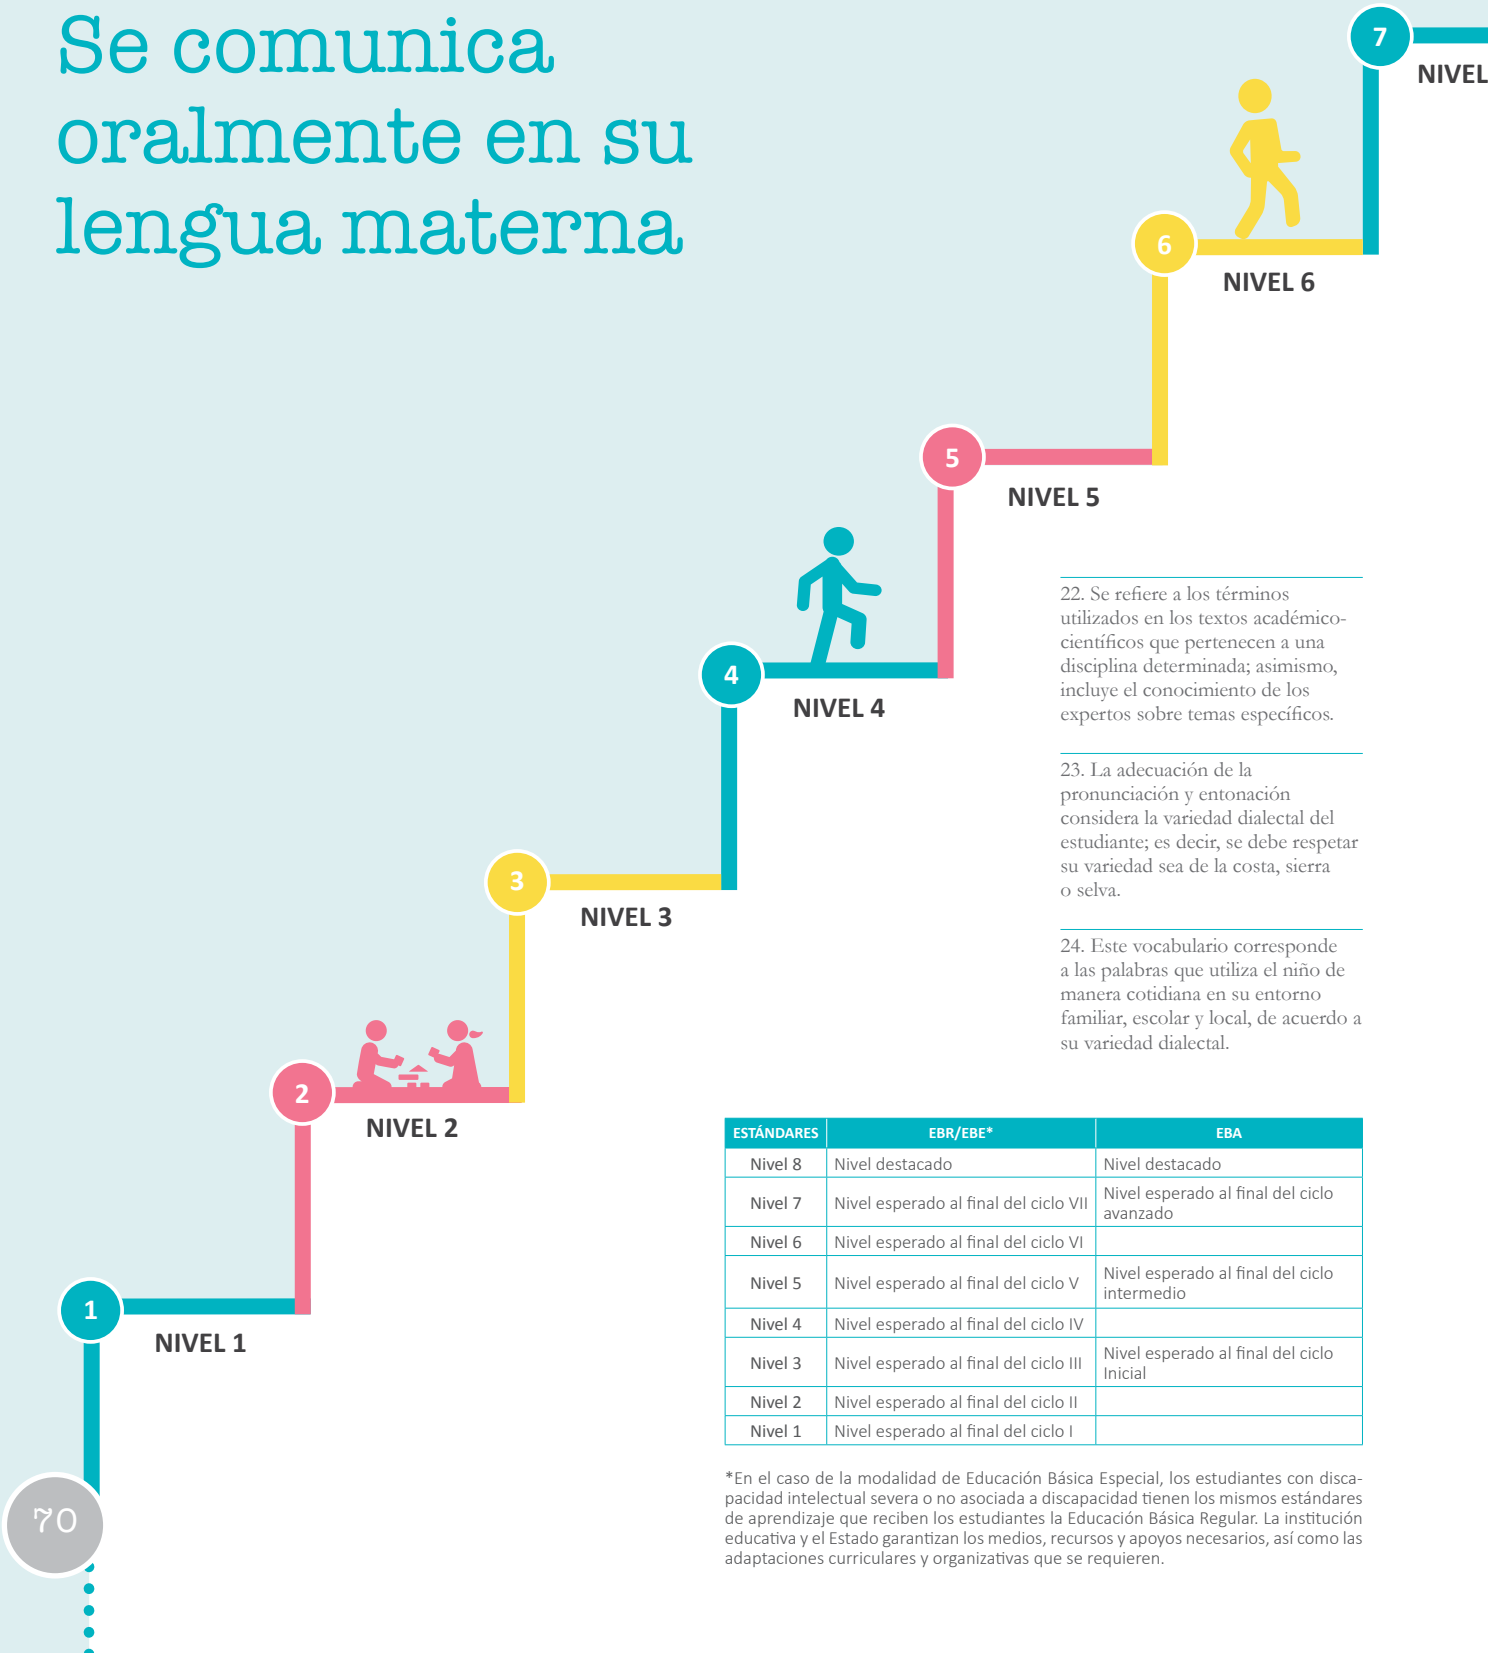 Se comunica
oralmente en su
lengua materna
7
NIVEL
6
NIVEL 6
5
NIVEL 5
4
NIVEL 4
3
NIVEL 3
2
NIVEL 2
1
NIVEL 1
22. Se refiere a los términos
utilizados en los textos académico-
científicos que pertenecen a una
disciplina determinada; asimismo,
incluye el conocimiento de los
expertos sobre temas específicos.
23. La adecuación de la
pronunciación y entonación
considera la variedad dialectal del
estudiante; es decir, se debe respetar
su variedad sea de la costa, sierra
o selva.
24. Este vocabulario corresponde
a las palabras que utiliza el niño de
manera cotidiana en su entorno
familiar, escolar y local, de acuerdo a
su variedad dialectal.
ESTÁNDARES EBR/EBE* EBA
Nivel 8 Nivel destacado Nivel destacado
Nivel 7 Nivel esperado al final del ciclo VII Nivel esperado al final del ciclo
avanzado
Nivel 6 Nivel esperado al final del ciclo VI
Nivel 5 Nivel esperado al final del ciclo V Nivel esperado al final del ciclo
intermedio
Nivel 4 Nivel esperado al final del ciclo IV
Nivel 3 Nivel esperado al final del ciclo III Nivel esperado al final del ciclo
Inicial
Nivel 2 Nivel esperado al final del ciclo II
Nivel 1 Nivel esperado al final del ciclo I
*En el caso de la modalidad de Educación Básica Especial, los estudiantes con disca-
pacidad intelectual severa o no asociada a discapacidad tienen los mismos estándares
de aprendizaje que reciben los estudiantes la Educación Básica Regular. La institución
educativa y el Estado garantizan los medios, recursos y apoyos necesarios, así como las
adaptaciones curriculares y organizativas que se requieren.
70